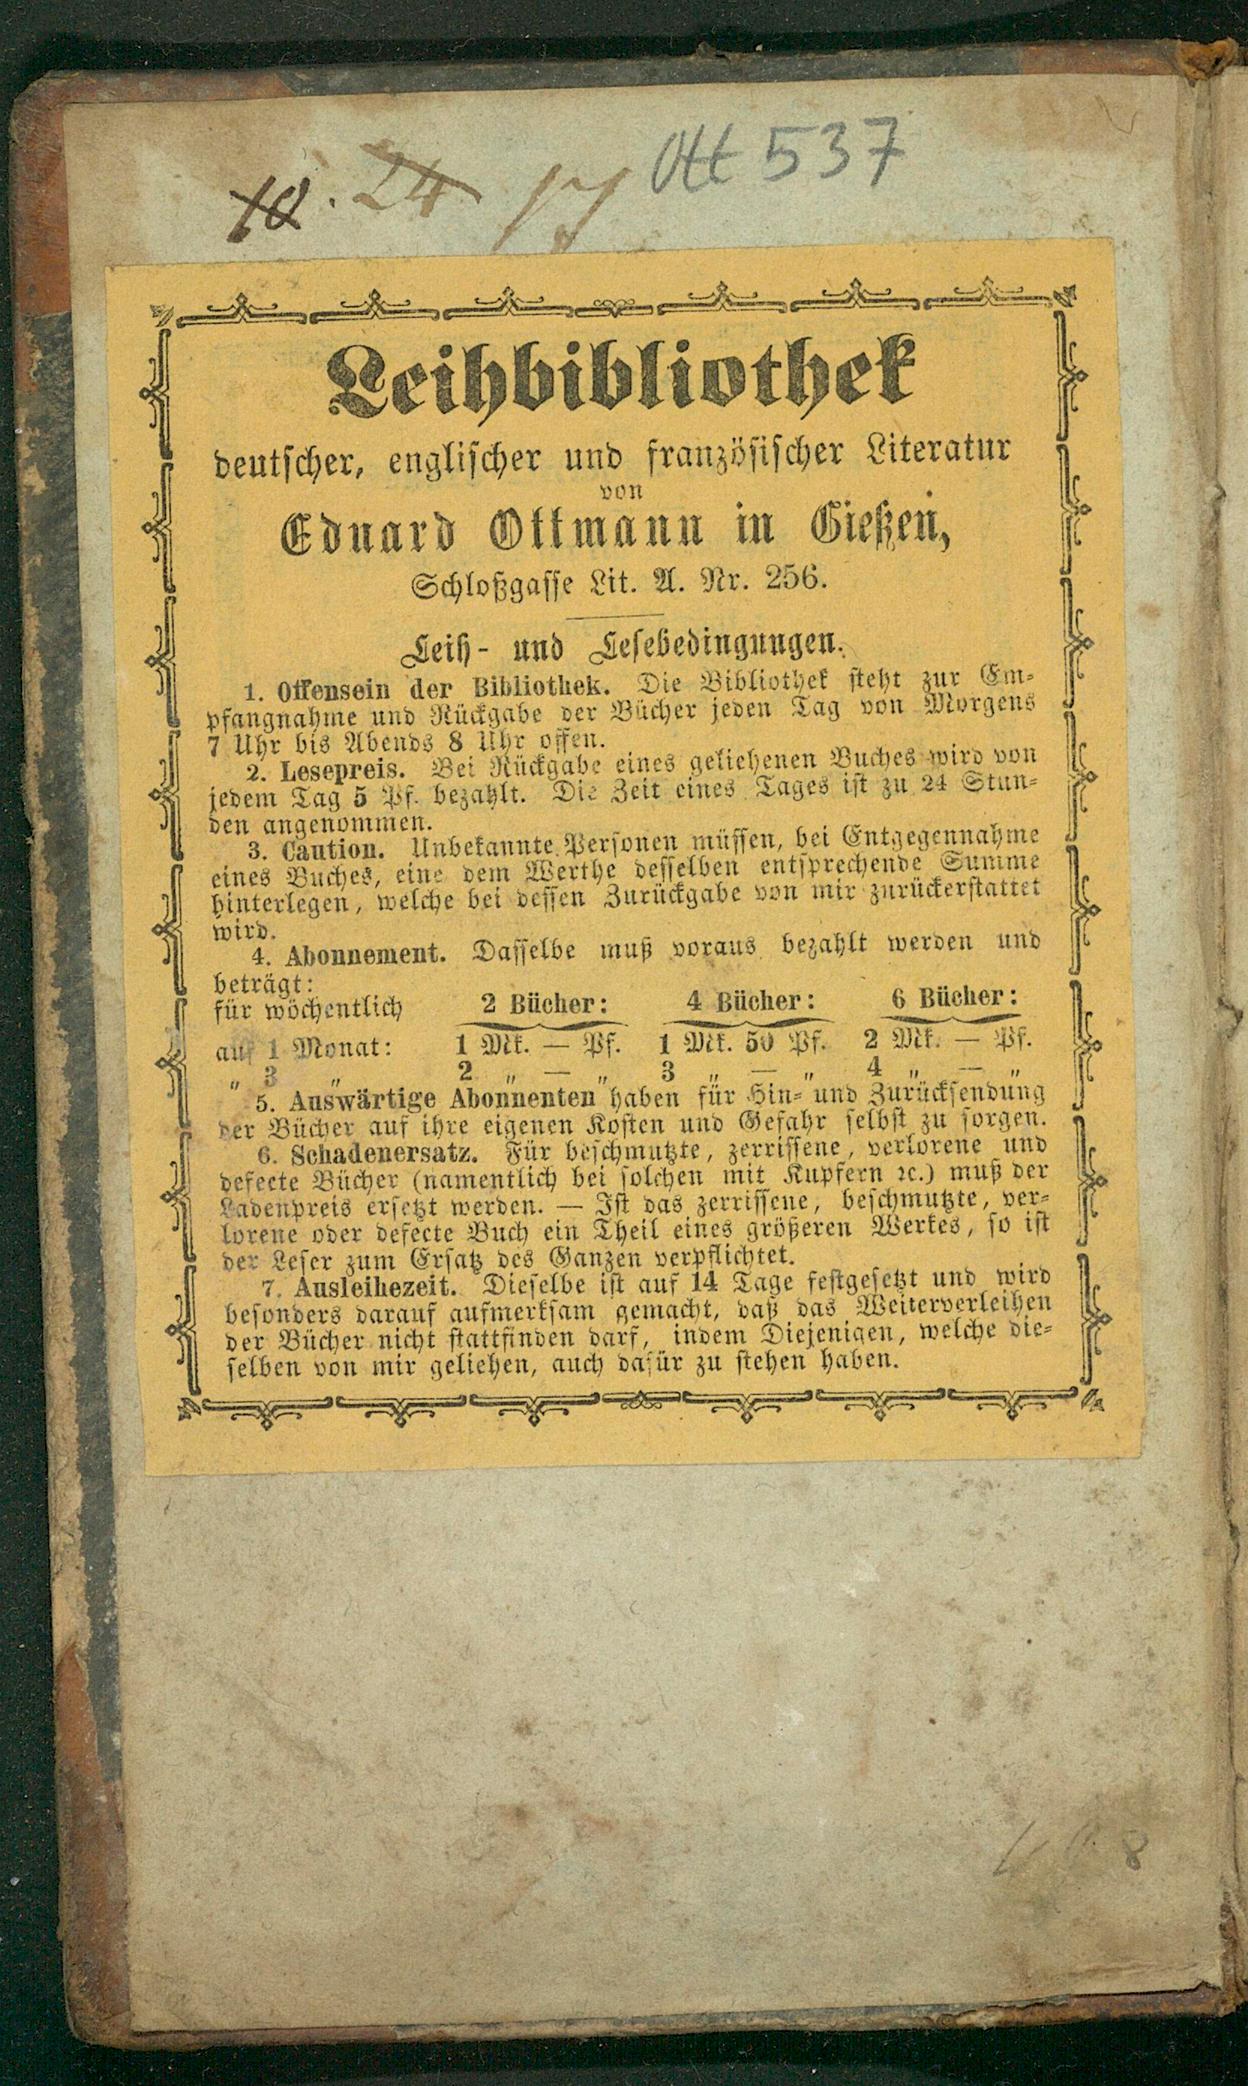 Ott 537
10. 24
Leihbibliothek
deutscher, englischer und französischer Literatur
von
Eduard Ottmann in Gießen,
Schloßgasse Lit. A. Nr. 256.
Leih- und Lesebedingungen.
1. Offensein der Bibliothek. Die Bibliothek steht zur Em-
pfangnahme und Rückgabe der Bücher jeden Tag von Morgens
7 Uhr bis Abends 8 Uhr offen.
2. Lesepreis. Bei Rückgabe eines geliehenen Buches wird von
jedem Tag 5 Pf. bezahlt. Die Zeit eines Tages ist zu 24 Stun-
den angenommen.
3. Caution. Unbekannte Personen müssen, bei Entgegennahme
eines Buches, eine dem Werthe desselben entsprechende Summe
hinterlegen, welche bei dessen Zurückgabe von mir zurückerstattet
wird.
4. Abonnement. Dasselbe muß voraus bezahlt werden und
beträgt:
für wöchentlich 2 Bücher: 4 Bücher: 6 Bücher:
auf 1 Monat: 1 Mk. — Pf. 1 Mk. 50 Pf. 2 Mk. — Pf.
„ 3 „ 2 „ — „ 3 „ — „ 4 „ — „
5. Auswärtige Abonnenten haben für Hin- und Zurücksendung
der Bücher auf ihre eigenen Kosten und Gefahr selbst zu sorgen.
6. Schadenersatz. Für beschmutzte, zerrissene, verlorene und
defecte Bücher (namentlich bei solchen mit Kupfern ꝛc.) muß der
Ladenpreis ersetzt werden. — Ist das zerrissene, beschmutzte, ver-
lorene oder defecte Buch ein Theil eines größeren Werkes, so ist
der Leser zum Ersatz des Ganzen verpflichtet.
7. Ausleihezeit. Dieselbe ist auf 14 Tage festgesetzt und wird
besonders darauf aufmerksam gemacht, daß das Weiterverleihen
der Bücher nicht stattfinden darf, indem Diejenigen, welche die-
selben von mir geliehen, auch dafür zu stehen haben.